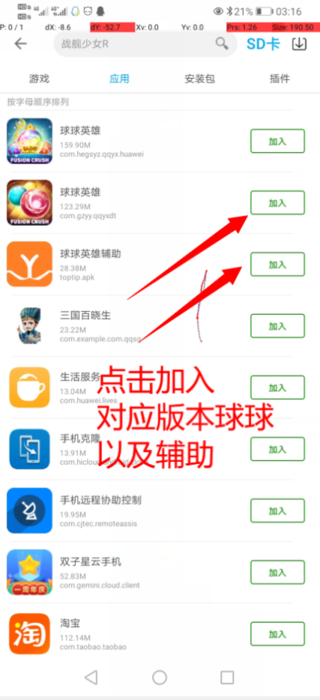 21% 03:16
P: 0 / 1 dX: -8.6 dY: -52.7 Xv: 0.0 Yv: 0.0 Prs: 1.26 Size: 190.50
战舰少女R SD卡
游戏 应用 安装包 插件
按字母顺序排列
FUSION CRUSH
球球英雄
159.90M
com.hegsyz.qqyx.huawei
加入
FUSION CRUSH
球球英雄
123.29M
com.gzyy.qqyxdt
加入
球球英雄辅助
28.38M
toptip.apk
加入
三国百晓生
23.22M
com.example.com.qqsg
加入
生活服务
13.04M
com.huawei.lives
加入
点击加入
对应版本球球
以及辅助
手机克隆
13.91M
com.hicloud
加入
手机远程协助控制
19.95M
com.cjtec.remoteassis
加入
一周年庆
双子星云手机
52.83M
com.gemini.cloud.client
加入
淘
淘宝
112.14M
com.taobao.taobao
加入